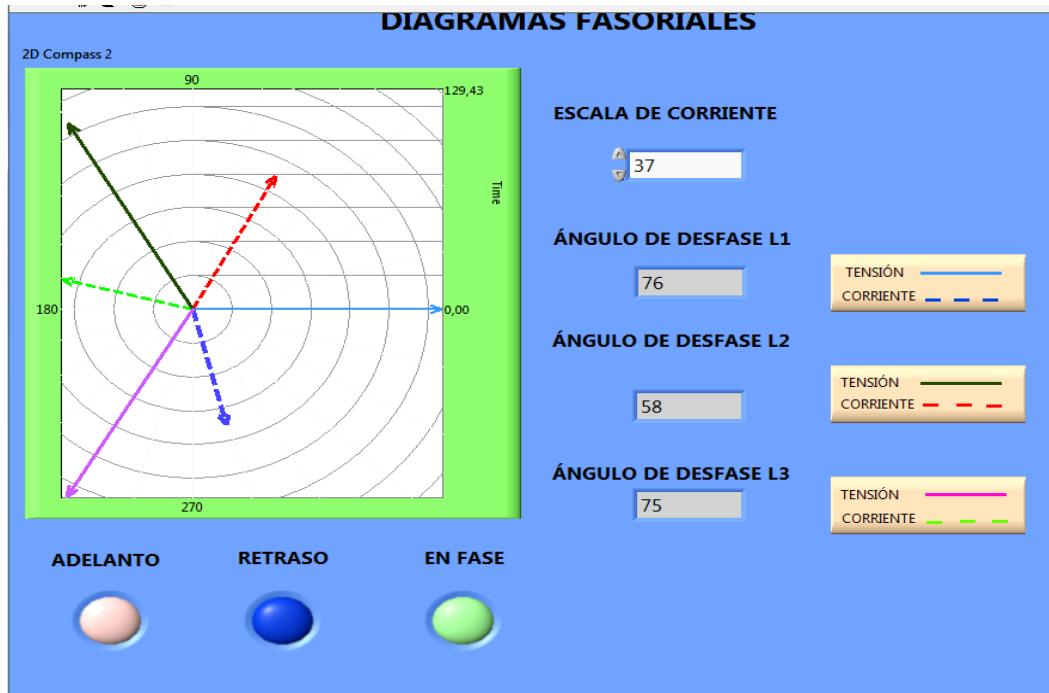 DIAGRAMAS FASORIALES
2D Compass 2
90
129,43
Time
180
0,00
270
ESCALA DE CORRIENTE
37
ÁNGULO DE DESFASE L1
76
TENSIÓN
CORRIENTE
ÁNGULO DE DESFASE L2
58
TENSIÓN
CORRIENTE
ÁNGULO DE DESFASE L3
75
TENSIÓN
CORRIENTE
ADELANTO
RETRASO
EN FASE